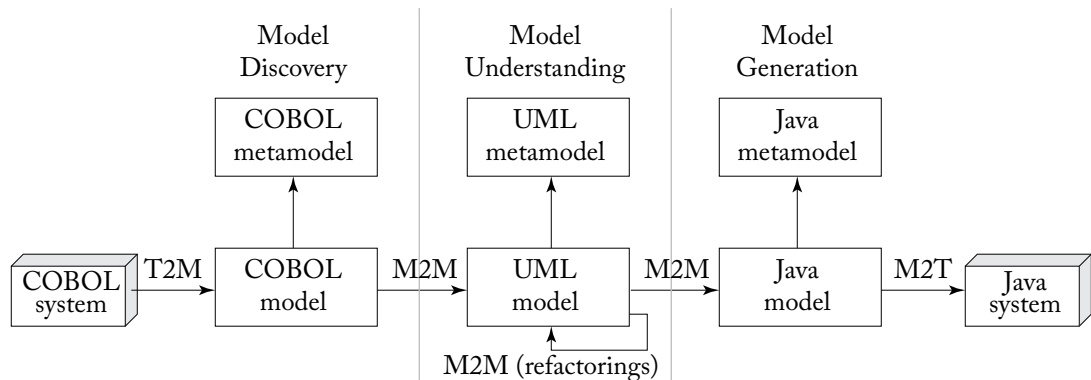 Model
Discovery
Model
Understanding
Model
Generation
COBOL
metamodel
UML
metamodel
Java
metamodel
COBOL
system
T2M
COBOL
model
M2M
UML
model
M2M
Java
model
M2T
Java
system
M2M (refactorings)